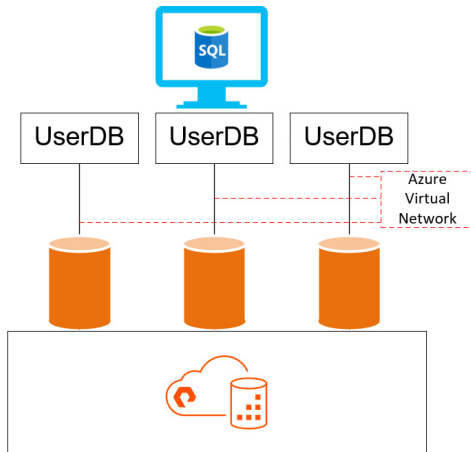 SQL
UserDB
UserDB
UserDB
Azure
Virtual
Network